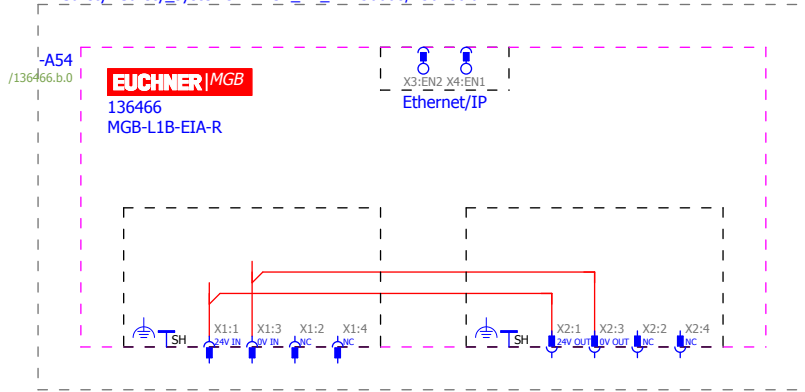 -A54
/136466.b.0
EUCHNER|MGB
136466
MGB-L1B-EIA-R
X3:EN2 X4:EN1
Ethernet/IP
X1:1 X1:3 X1:2 X1:4
SH 24V IN 0V IN NC NC
X2:1 X2:3 X2:2 X2:4
SH 24V OUT 0V OUT NC NC